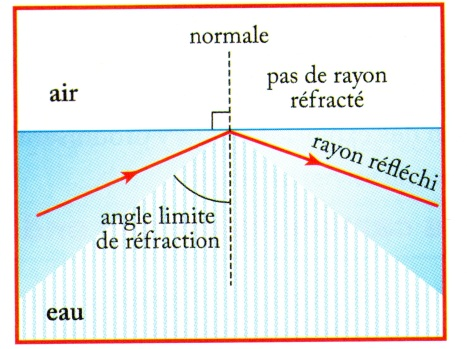 normale
air
pas de rayon
réfracté
rayon réfléchi
angle limite
de réfraction
eau